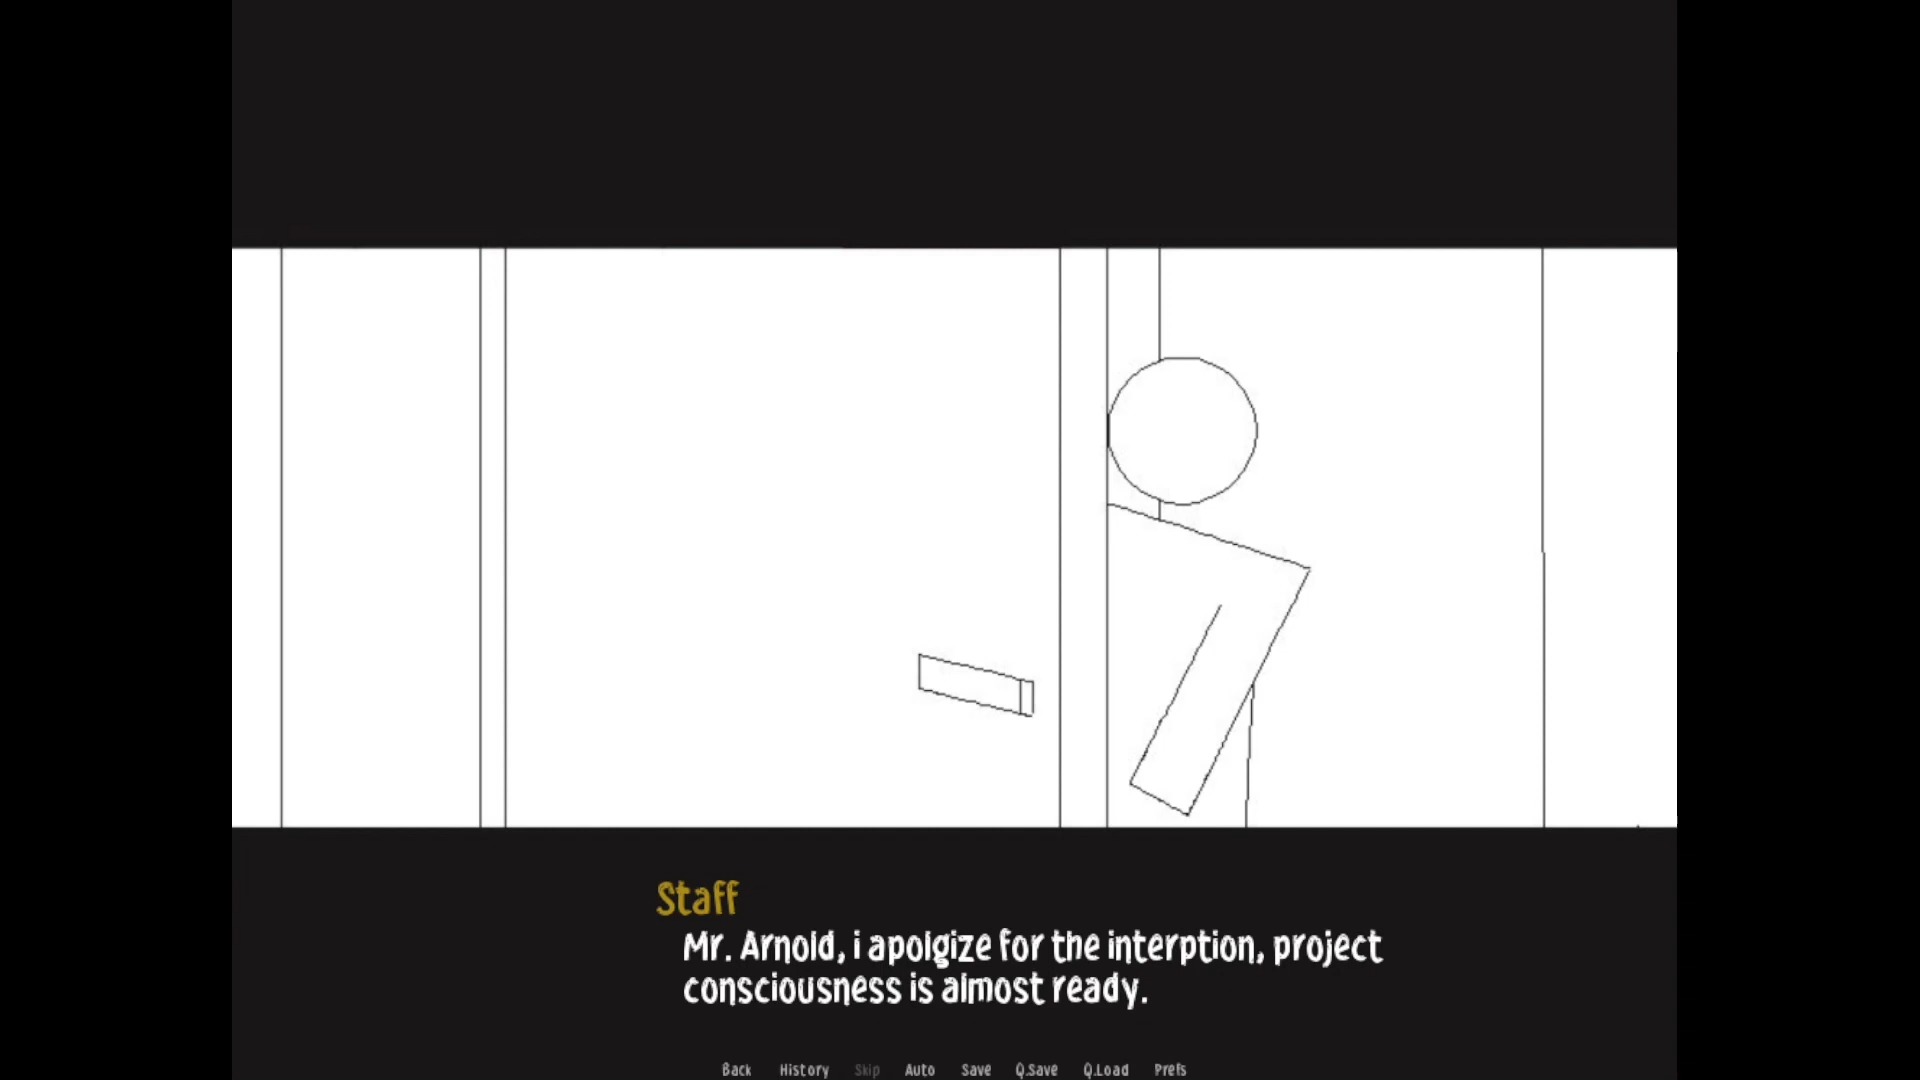 Staff
Mr. Arnold, i apolgize for the interption, project
consciousness is almost ready.
Back History Skip Auto Save Q.Save Q.Load Prefs